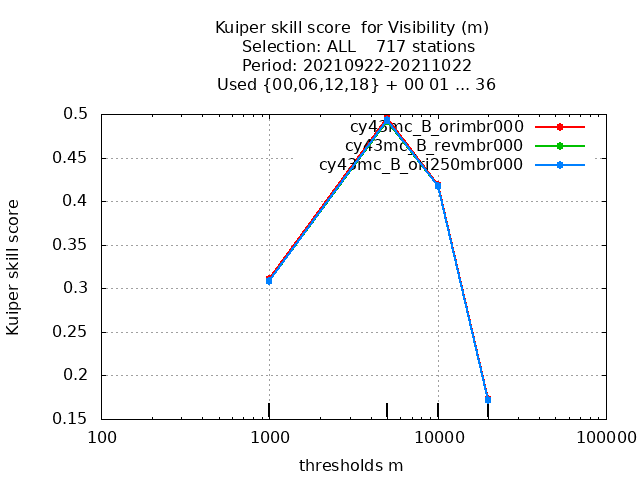 Kuiper skill score  for Visibility (m)
Selection: ALL    717 stations
Period: 20210922-20211022
Used {00,06,12,18} + 00 01 ... 36
Kuiper skill score
0.5
0.45
0.4
0.35
0.3
0.25
0.2
0.15
cy43mc_B_orimbr000
cy43mc_B_revmbr000
cy43mc_B_ori250mbr000
100
1000
10000
100000
thresholds m